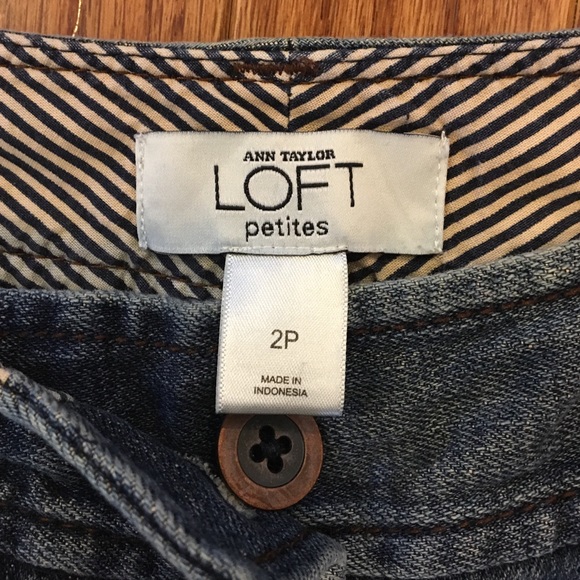 ANN TAYLOR
LOFT
petites
2P
MADE IN
INDONESIA